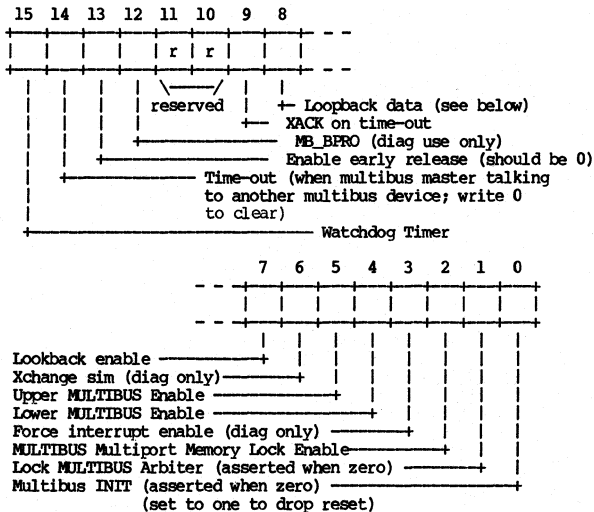 15 14 13 12 11 10 9 8
r r
reserved
Loopback data (see below)
XACK on time-out
MB_BPRO (diag use only)
Enable early release (should be 0)
Time-out (when multibus master talking
to another multibus device; write 0
to clear)
Watchdog Timer
7 6 5 4 3 2 1 0
Lookback enable
Xchange sim (diag only)
Upper MULTIBUS Enable
Lower MULTIBUS Enable
Force interrupt enable (diag only)
MULTIBUS Multiport Memory Lock Enable
Lock MULTIBUS Arbiter (asserted when zero)
Multibus INIT (asserted when zero)
(set to one to drop reset)